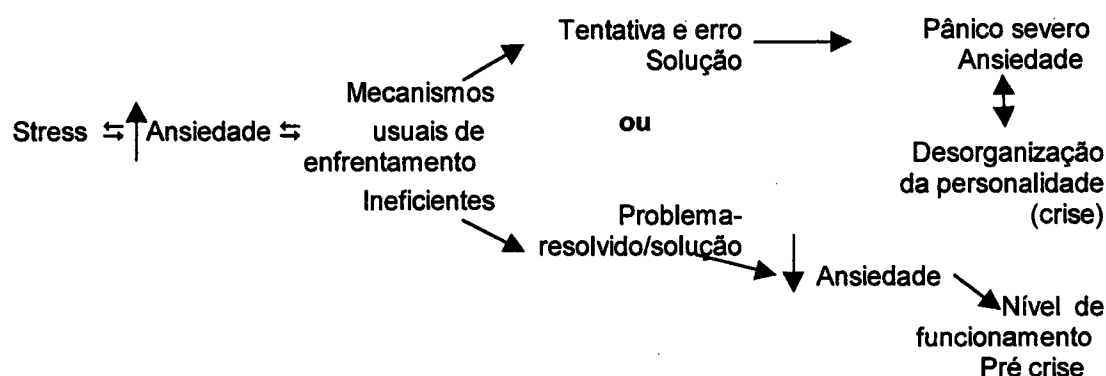 Stress ⇆ ↑ Ansiedade ⇆
Mecanismos
usuais de
enfrentamento
Ineficientes
Tentativa e erro
Solução
ou
Problema-
resolvido/solução
Pânico severo
Ansiedade
Desorganização
da personalidade
(crise)
↓ Ansiedade
Nível de
funcionamento
Pré crise